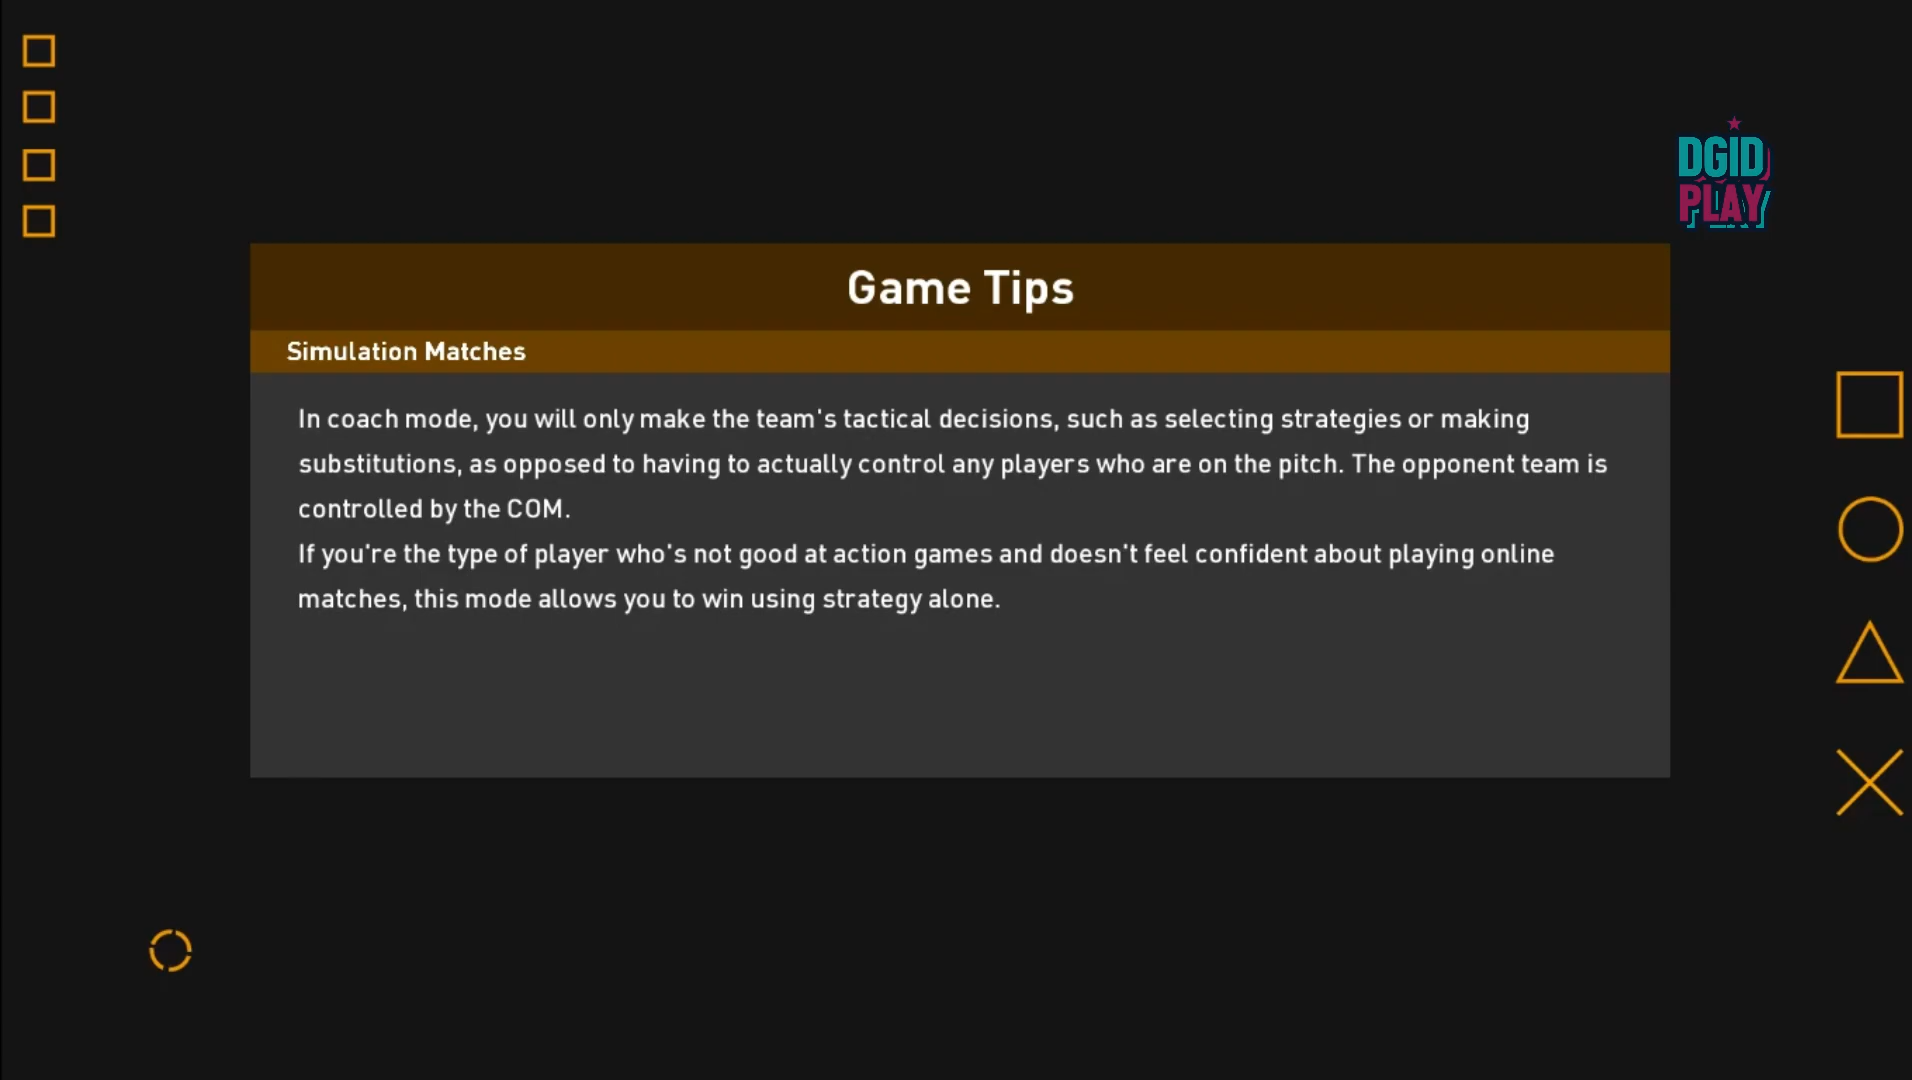 DGID
PLAY
Game Tips
Simulation Matches
In coach mode, you will only make the team's tactical decisions, such as selecting strategies or making
substitutions, as opposed to having to actually control any players who are on the pitch. The opponent team is
controlled by the COM.
If you're the type of player who's not good at action games and doesn't feel confident about playing online
matches, this mode allows you to win using strategy alone.